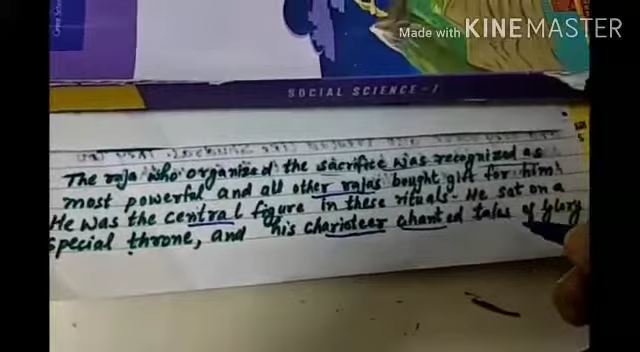 Made with KINEMASTER
SOCIAL SCIENCE-7
The raja who organized the sacrifice was recognized as
most powerful and all other rajas bought gift for him.
He was the central figure in these rituals. He sat on a
special throne, and his charioteer chanted tales of glory